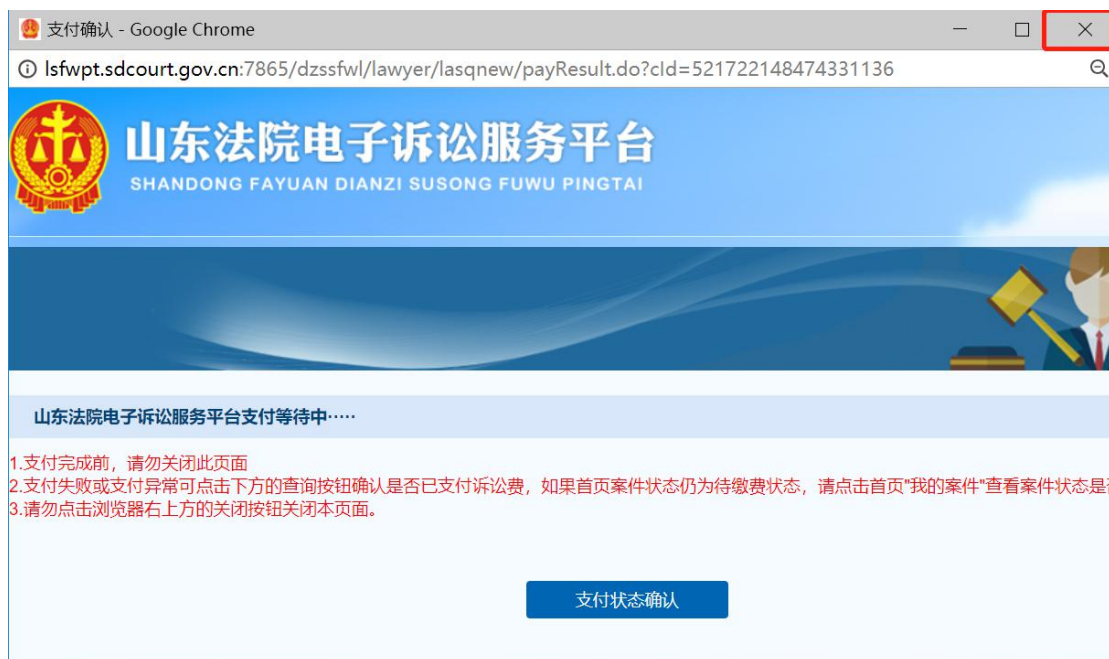 支付确认 - Google Chrome
lsfwpt.sdcourt.gov.cn:7865/dzssfwl/lawyer/lasqnew/payResult.do?cId=521722148474331136
山东法院电子诉讼服务平台
SHANDONG FAYUAN DIANZI SUSONG FUWU PINGTAI
山东法院电子诉讼服务平台支付等待中·····
1.支付完成前，请勿关闭此页面
2.支付失败或支付异常可点击下方的查询按钮确认是否已支付诉讼费，如果首页案件状态仍为待缴费状态，请点击首页"我的案件"查看案件状态是
3.请勿点击浏览器右上方的关闭按钮关闭本页面。
支付状态确认